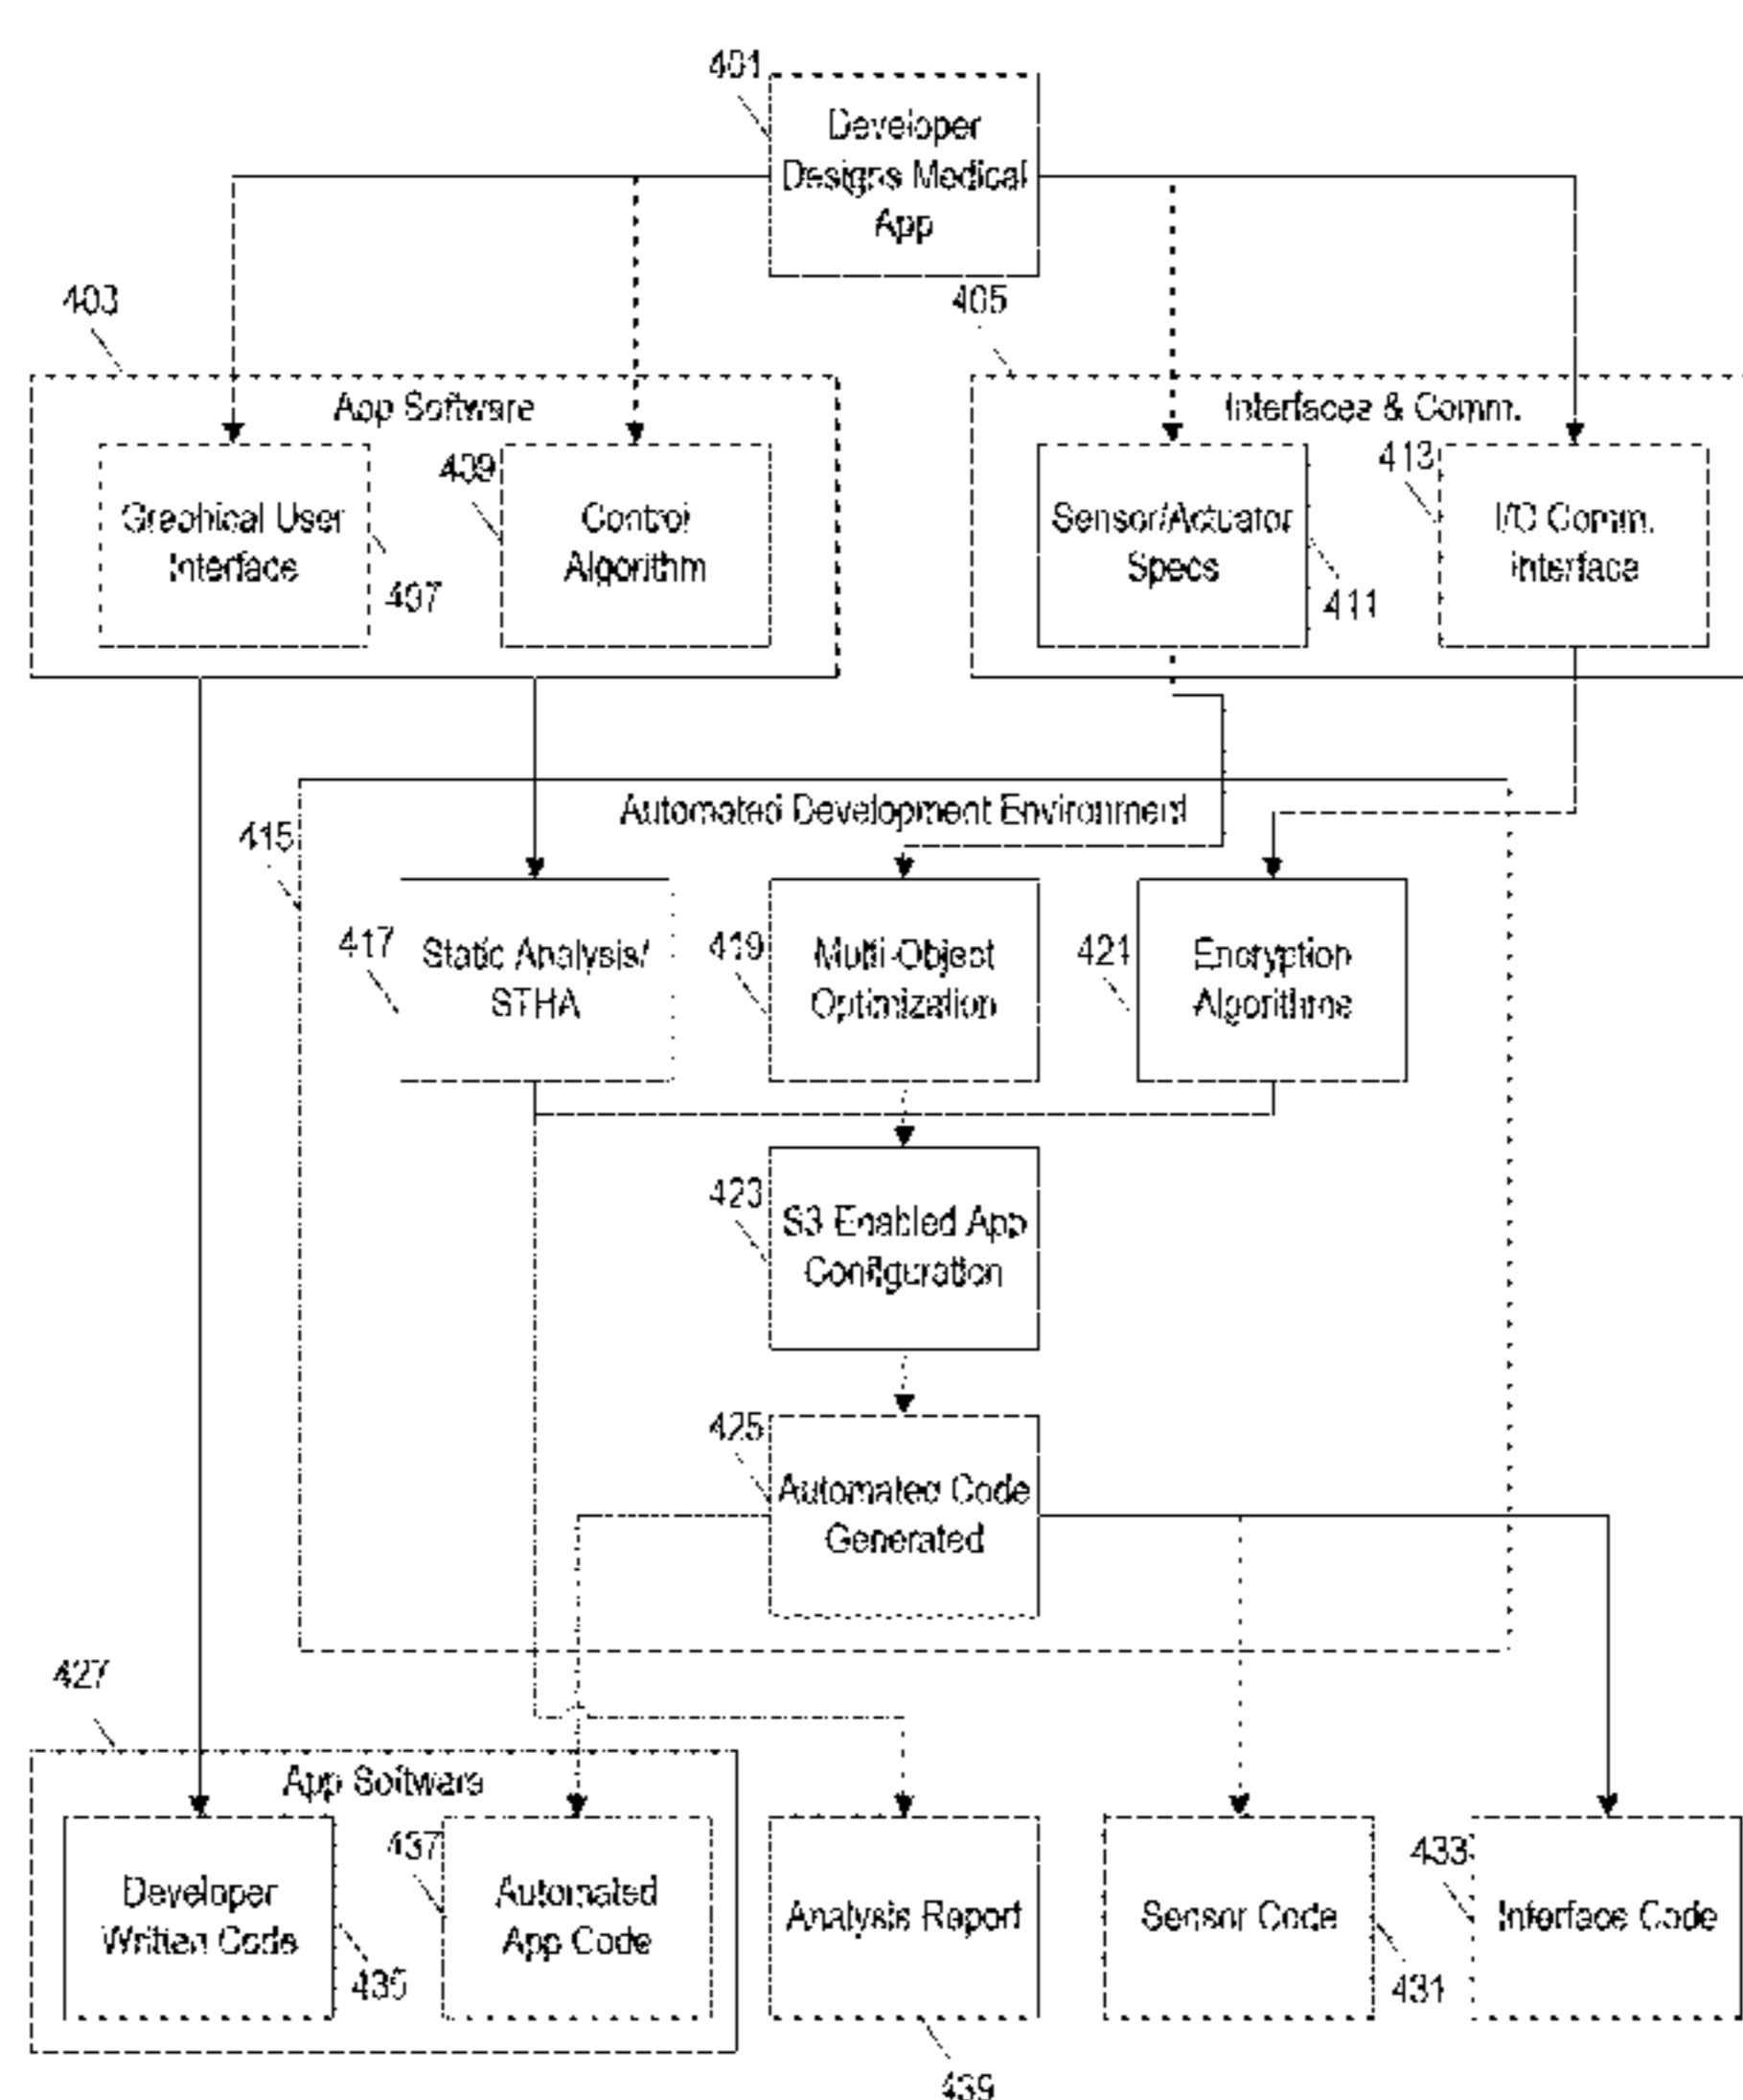 401
Developer
Designs Medical
App
403
405
App Software
Interfaces & Comm.
Graphical User
Interface
407
409
Control
Algorithm
Sensor/Actuator
Specs
411
413
I/O Comm.
Interface
Automated Development Environment
415
417
Static Analysis/
STHA
419
Multi-Object
Optimization
421
Encryption
Algorithms
423
S3 Enabled App
Configuration
425
Automated Code
Generated
427
App Software
Developer
Written Code
435
437
Automated
App Code
Analysis Report
439
Sensor Code
431
433
Interface Code